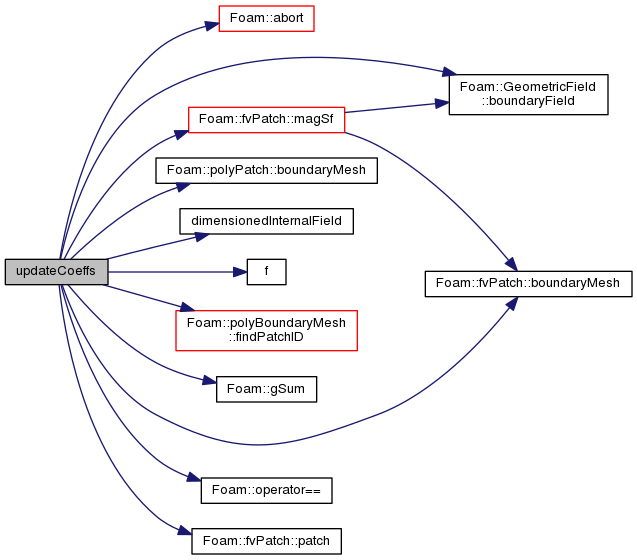 Foam::abort
Foam::GeometricField
::boundaryField
Foam::fvPatch::magSf
Foam::polyPatch::boundaryMesh
dimensionedInternalField
updateCoeffs
f
Foam::fvPatch::boundaryMesh
Foam::polyBoundaryMesh
::findPatchID
Foam::gSum
Foam::operator==
Foam::fvPatch::patch